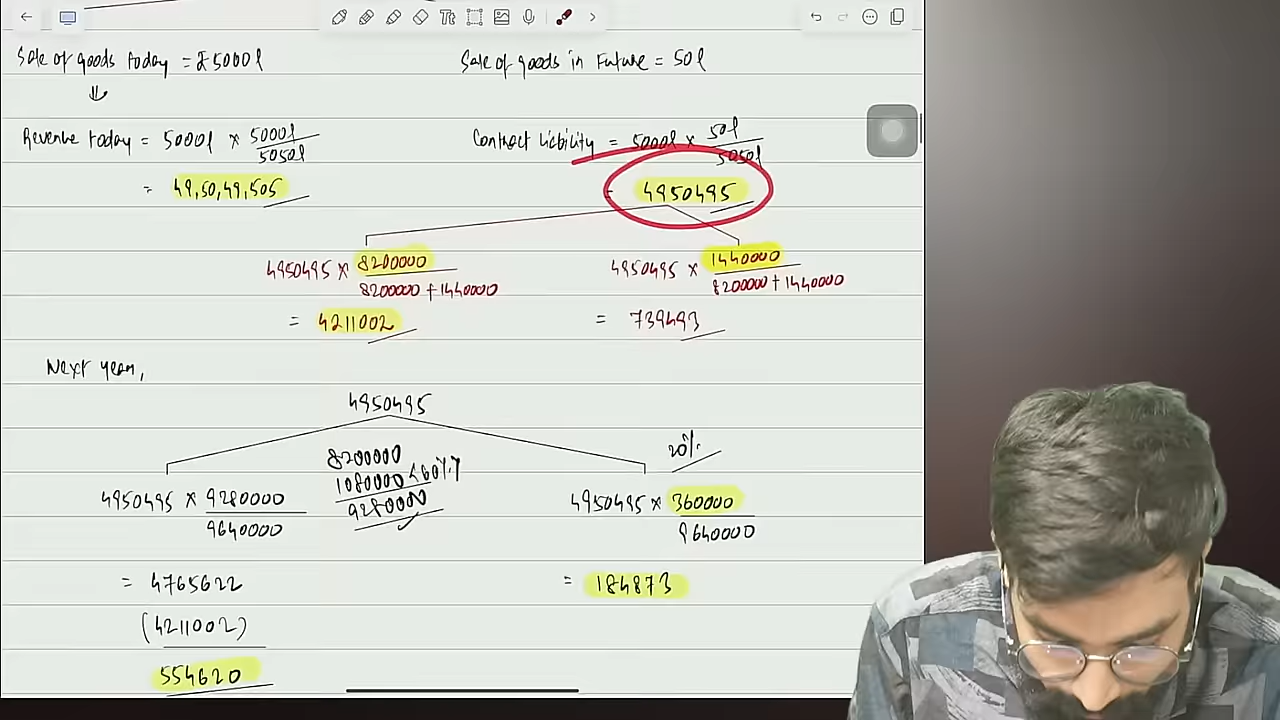 Sale of goods today = ₹5000l
Sale of goods in Future = 50l
Revenue today = 5000l × 5000l / 5050l
= 49,50,49,505
Contract liability = 5000l × 50l / 5050l
= 4950495
4950495 × 8200000 / 8200000 + 1440000
= 4211002
4950495 × 1440000 / 8200000 + 1440000
= 739493
Next year,
4950495
8200000
1080000 <60%>
9280000
20%
4950495 × 9280000 / 9640000
= 4765622
(4211002)
554620
4950495 × 360000 / 9640000
= 184873